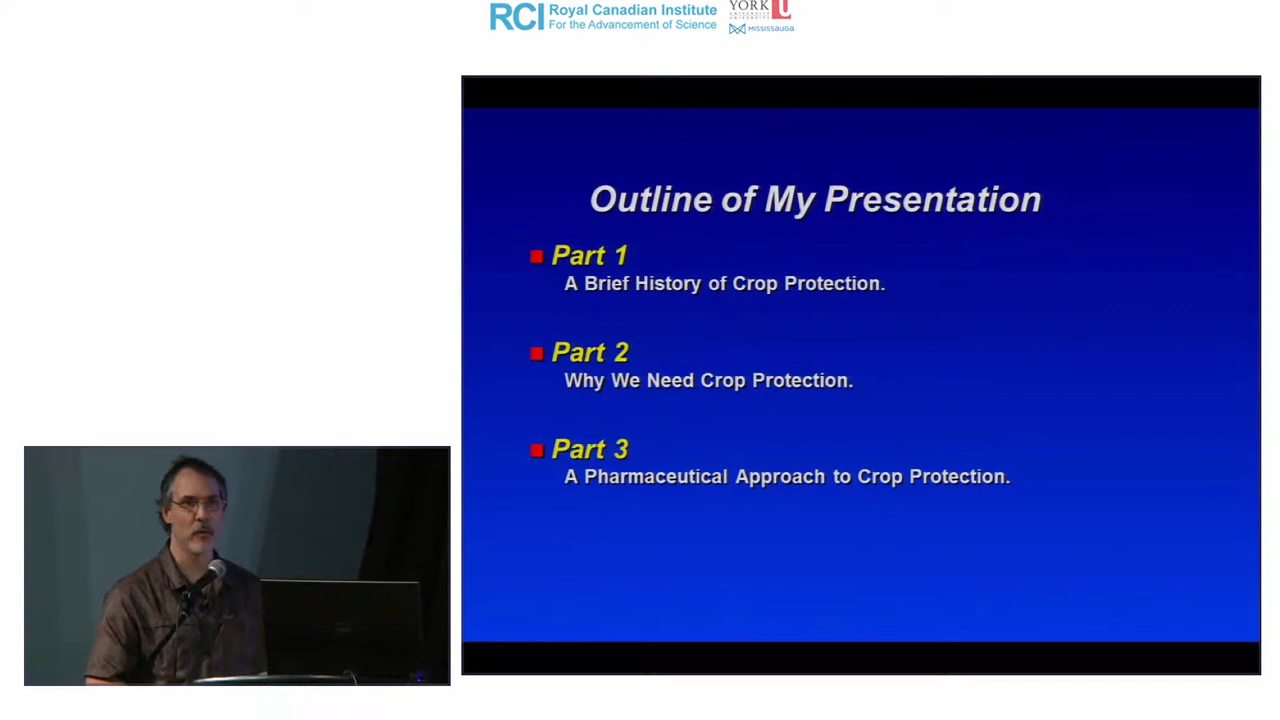 RCI Royal Canadian Institute
For the Advancement of Science
YORK U
MISSISSAUGA
Outline of My Presentation
Part 1
A Brief History of Crop Protection.
Part 2
Why We Need Crop Protection.
Part 3
A Pharmaceutical Approach to Crop Protection.